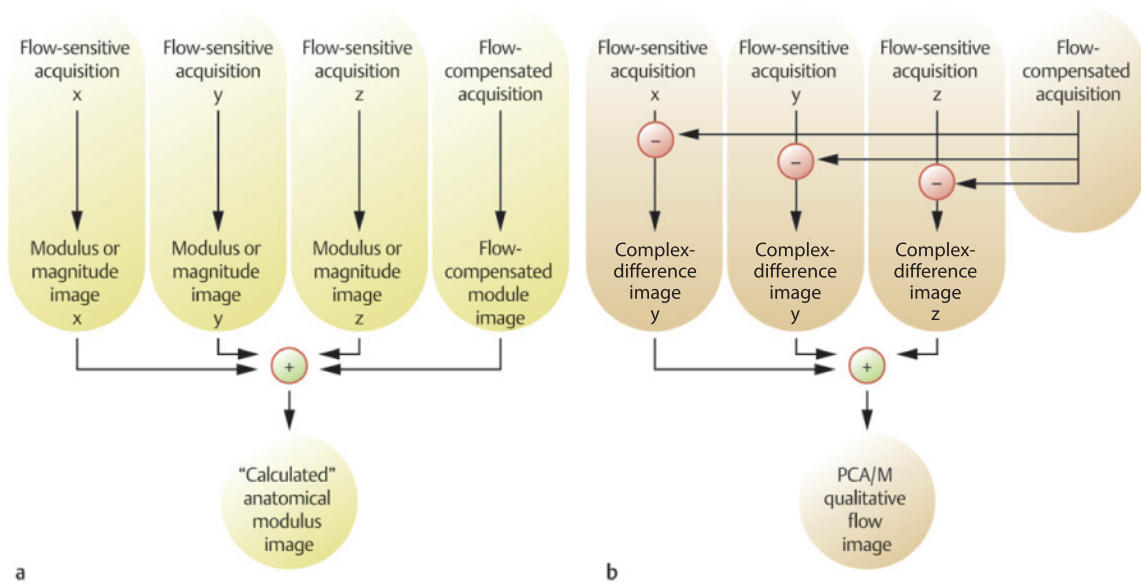 Flow-sensitive
acquisition
x
Flow-sensitive
acquisition
y
Flow-sensitive
acquisition
z
Flow-
compensated
acquisition
Modulus or
magnitude
image
x
Modulus or
magnitude
image
y
Modulus or
magnitude
image
z
Flow-
compensated
module
image
+
"Calculated"
anatomical
modulus
image
a
Flow-sensitive
acquisition
x
Flow-sensitive
acquisition
y
Flow-sensitive
acquisition
z
Flow-
compensated
acquisition
–
–
–
Complex-
difference
image
y
Complex-
difference
image
y
Complex-
difference
image
z
+
PCA/M
qualitative
flow
image
b